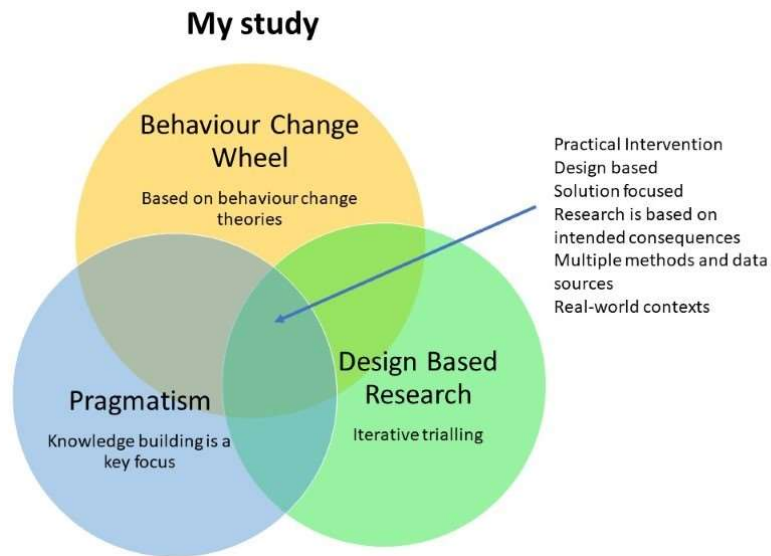 My study
Behaviour Change
Wheel
Based on behaviour change
theories
Practical Intervention
Design based
Solution focused
Research is based on
intended consequences
Multiple methods and data
sources
Real-world contexts
Pragmatism
Knowledge building is a
key focus
Design Based
Research
Iterative trialling